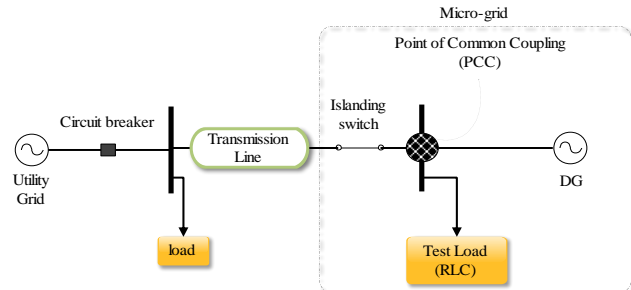 Micro-grid
Point of Common Coupling
(PCC)
Islanding
switch
Circuit breaker
Transmission
Line
Utility
Grid
DG
load
Test Load
(RLC)